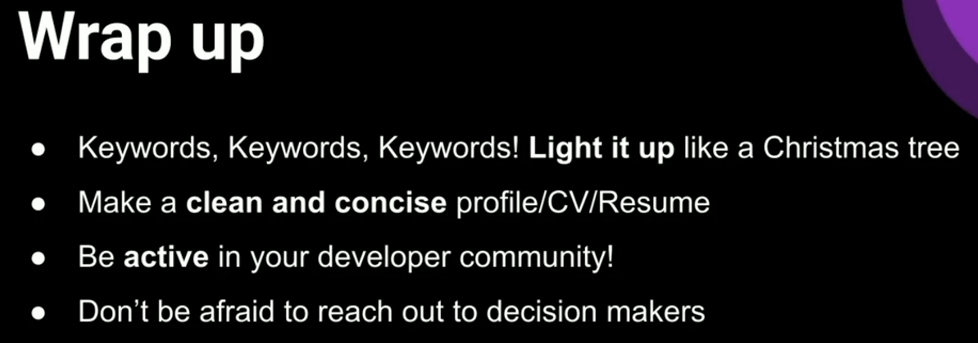 Wrap up
● Keywords, Keywords, Keywords! Light it up like a Christmas tree
● Make a clean and concise profile/CV/Resume
● Be active in your developer community!
● Don’t be afraid to reach out to decision makers